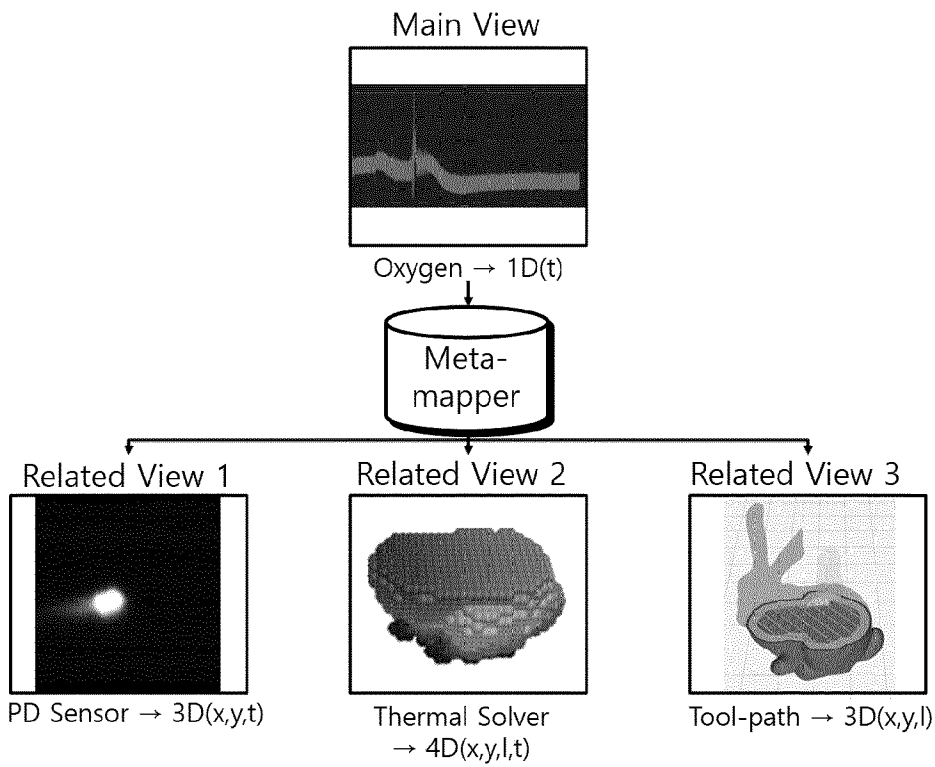 Main View
Oxygen → 1D(t)
Meta-
mapper
Related View 1
Related View 2
Related View 3
PD Sensor → 3D(x,y,t)
Thermal Solver
→ 4D(x,y,l,t)
Tool-path → 3D(x,y,l)